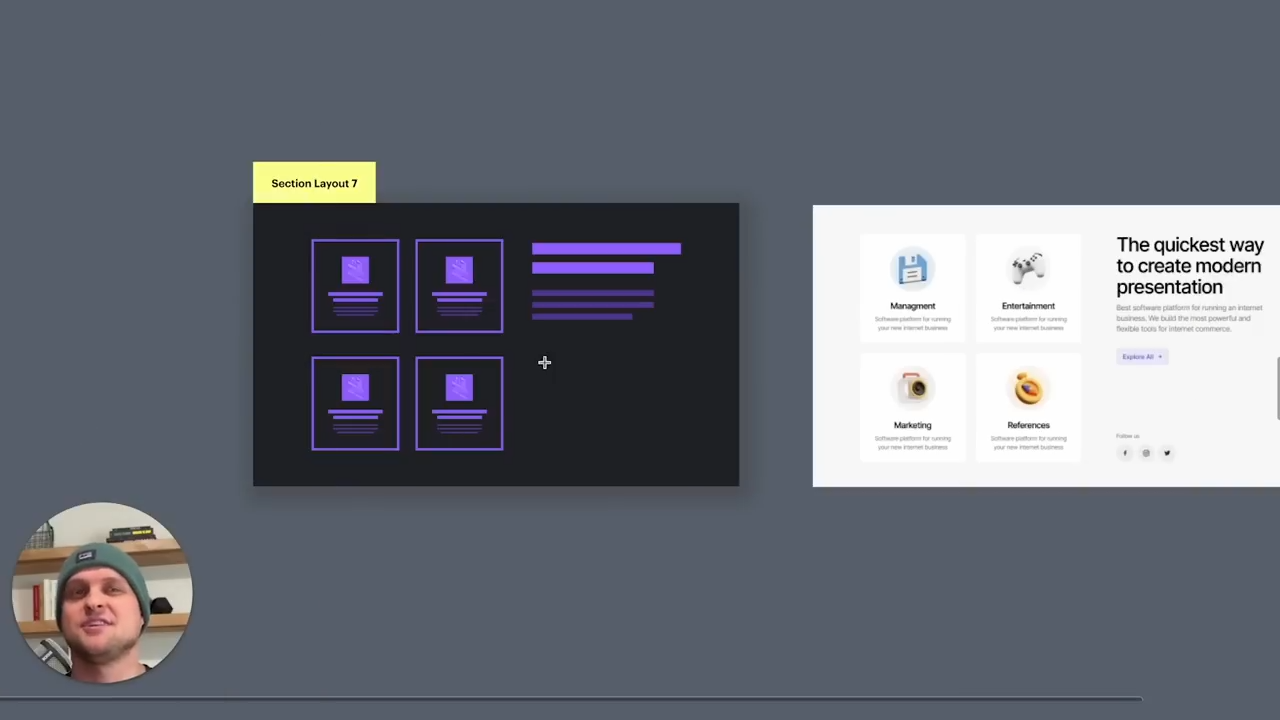 Section Layout 7
The quickest way
to create modern
presentation
Best software platform for running an internet
business. We build the most powerful and
flexible tools for internet commerce.
Explore All
Follow us
Managment
Software platform for running
your new internet business
Entertainment
Software platform for running
your new internet business
Marketing
Software platform for running
your new internet business
References
Software platform for running
your new internet business